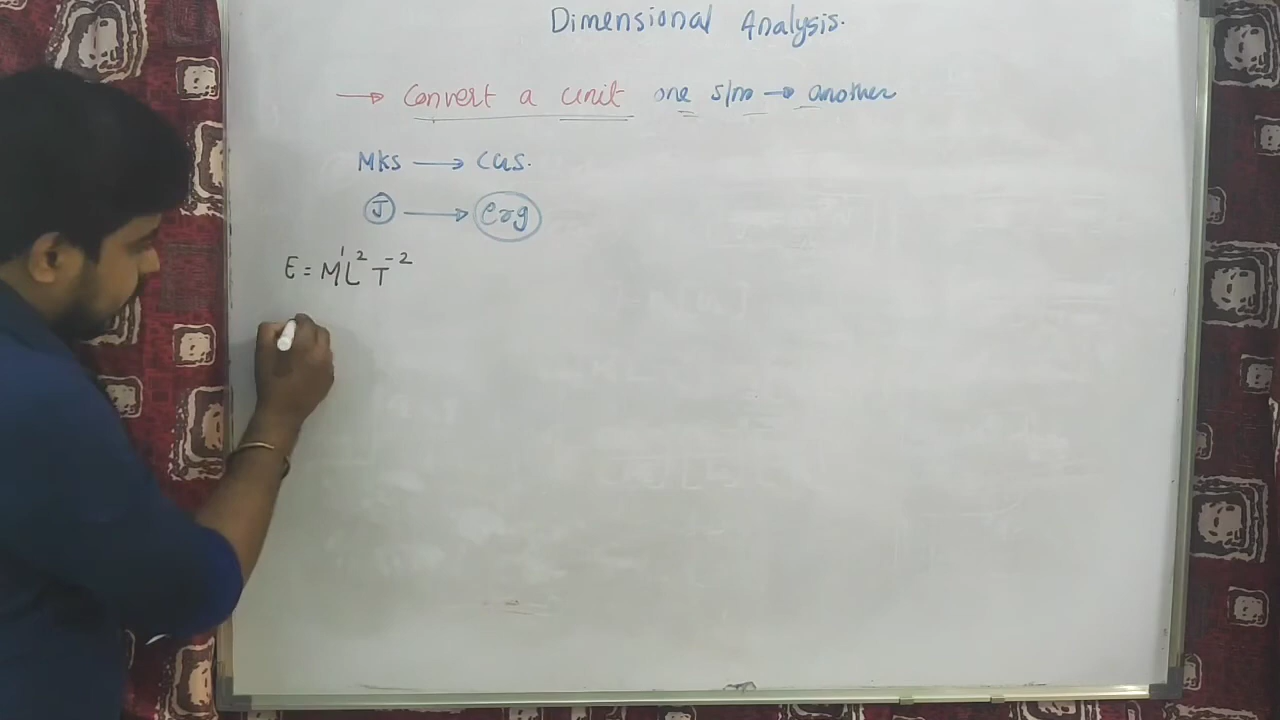 Dimensional Analysis.
→ Convert a unit one s/m → another
MKS → CGS.
J → erg
E = M¹L²T⁻²